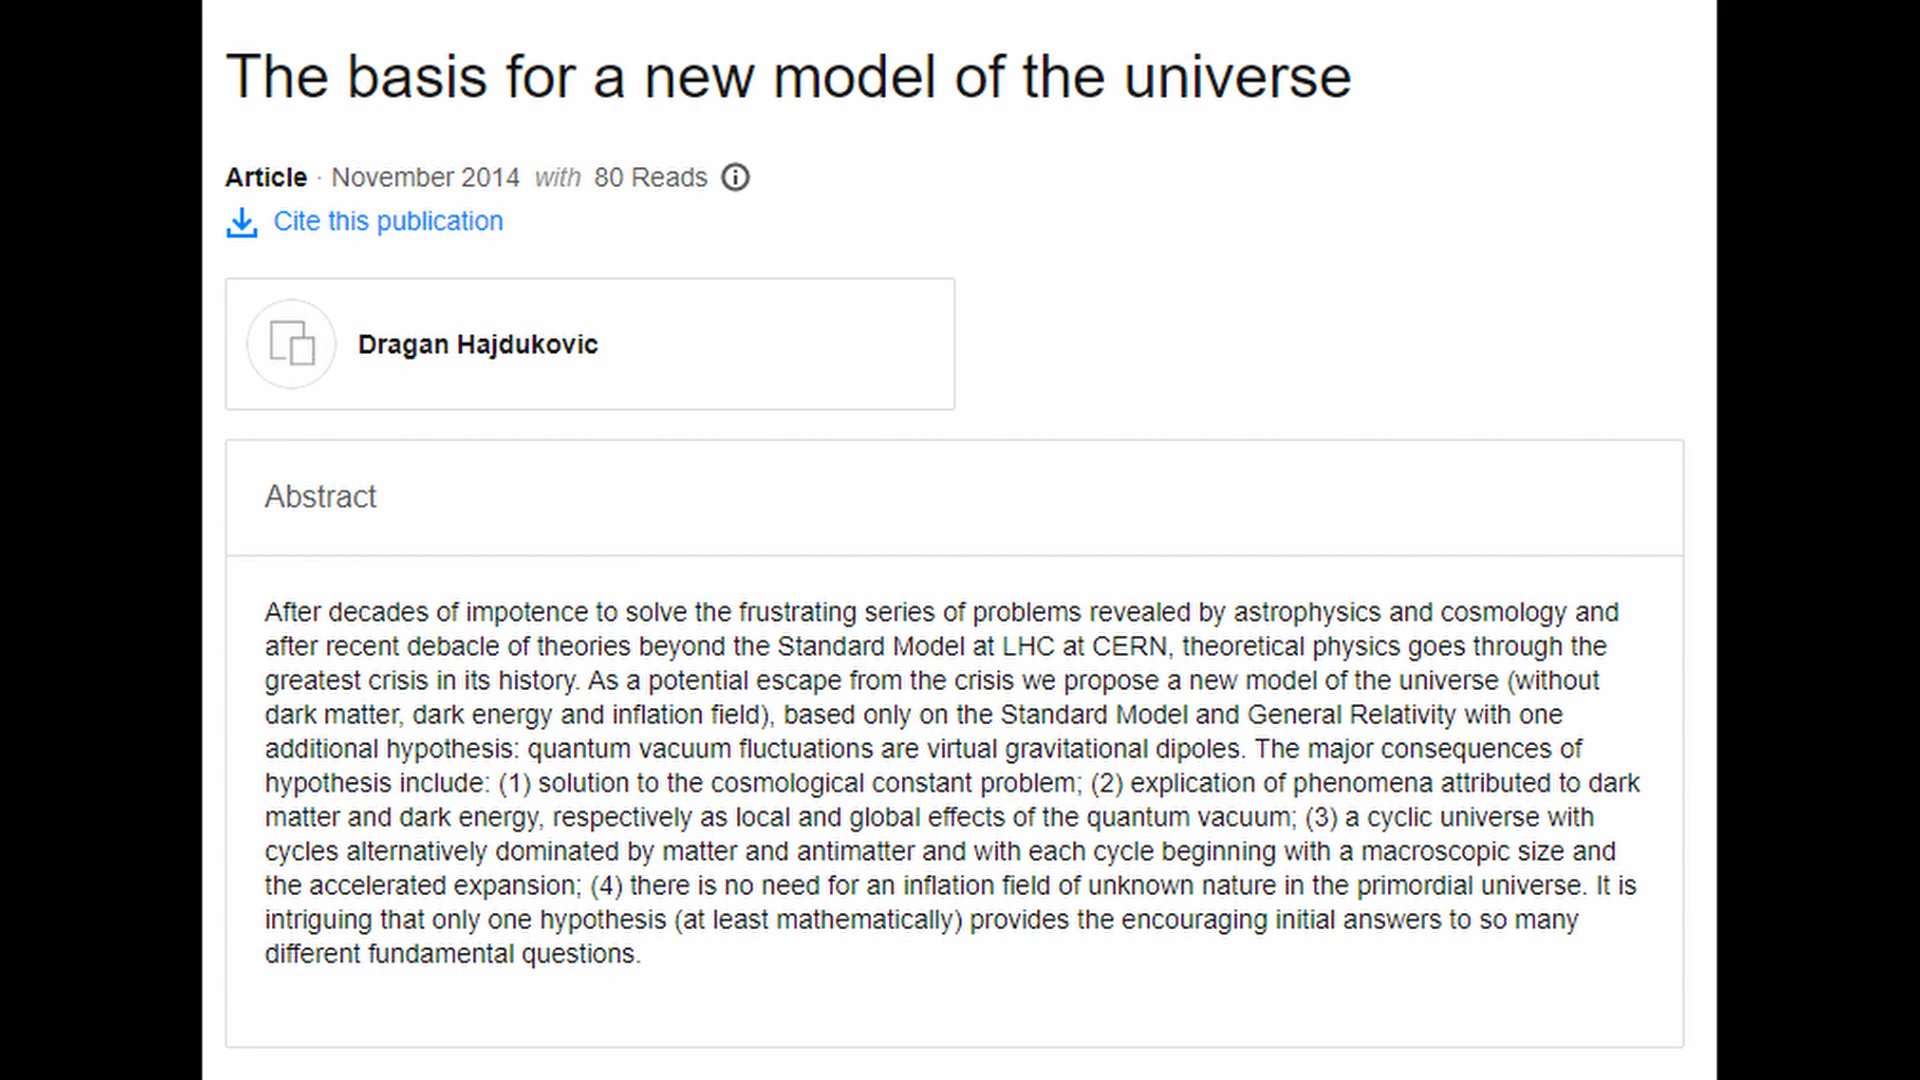 The basis for a new model of the universe
Article · November 2014 with 80 Reads
Cite this publication
Dragan Hajdukovic
Abstract
After decades of impotence to solve the frustrating series of problems revealed by astrophysics and cosmology and
after recent debacle of theories beyond the Standard Model at LHC at CERN, theoretical physics goes through the
greatest crisis in its history. As a potential escape from the crisis we propose a new model of the universe (without
dark matter, dark energy and inflation field), based only on the Standard Model and General Relativity with one
additional hypothesis: quantum vacuum fluctuations are virtual gravitational dipoles. The major consequences of
hypothesis include: (1) solution to the cosmological constant problem; (2) explication of phenomena attributed to dark
matter and dark energy, respectively as local and global effects of the quantum vacuum; (3) a cyclic universe with
cycles alternatively dominated by matter and antimatter and with each cycle beginning with a macroscopic size and
the accelerated expansion; (4) there is no need for an inflation field of unknown nature in the primordial universe. It is
intriguing that only one hypothesis (at least mathematically) provides the encouraging initial answers to so many
different fundamental questions.